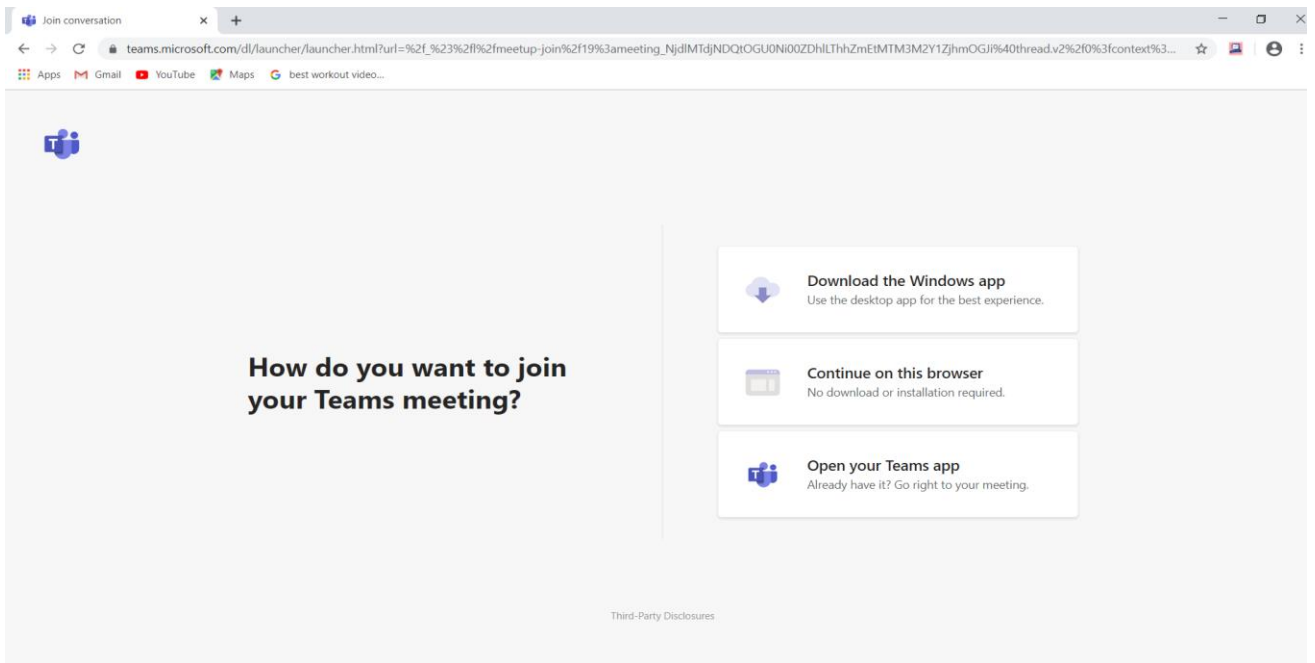 Join conversation
teams.microsoft.com/dl/launcher/launcher.html?url=%2f_%23%2fl%2fmeetup-join%2f19%3ameeting_NjdlMTdjNDQtOGU0Ni00ZDhlLThhZmEtMTM3M2Y1ZjhmOGJi%40thread.v2%2f0%3fcontext%3...
Apps Gmail YouTube Maps best workout video...
How do you want to join
your Teams meeting?
Download the Windows app
Use the desktop app for the best experience.
Continue on this browser
No download or installation required.
Open your Teams app
Already have it? Go right to your meeting.
Third-Party Disclosures